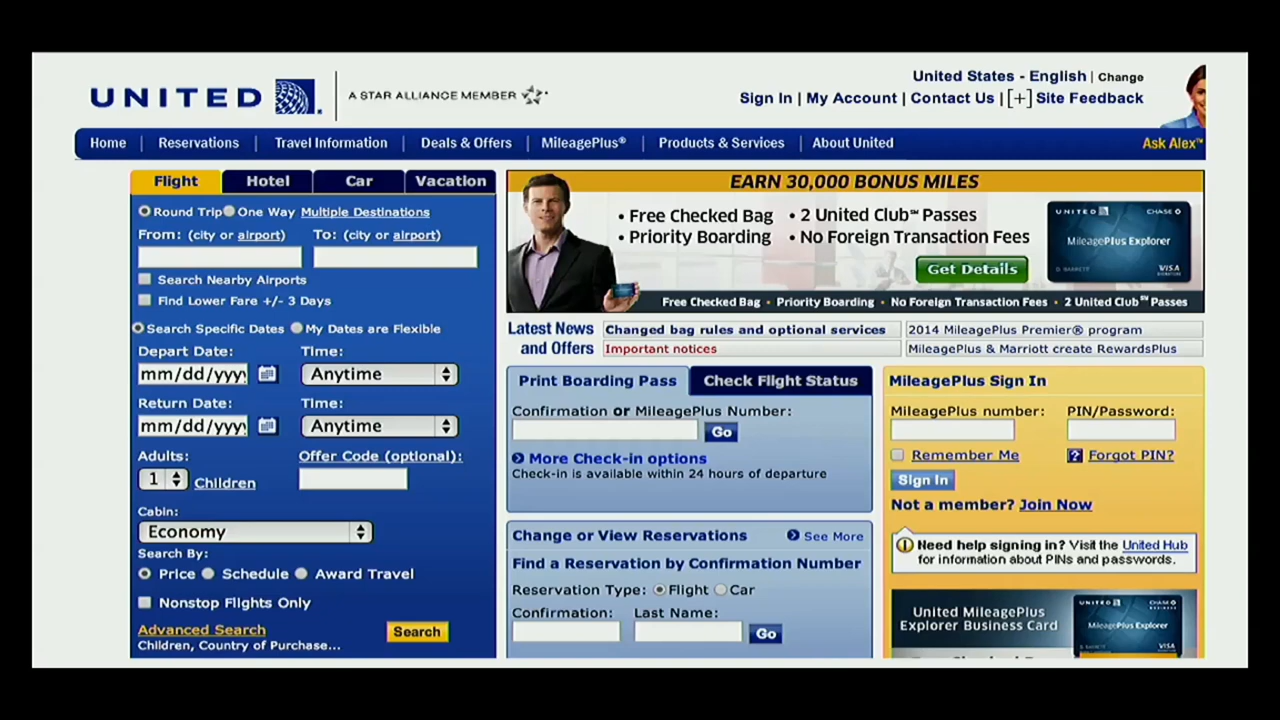 UNITED
A STAR ALLIANCE MEMBER
United States - English | Change
Sign In | My Account | Contact Us | [+] Site Feedback
Home | Reservations | Travel Information | Deals & Offers | MileagePlus® | Products & Services | About United
Ask Alex℠
Flight Hotel Car Vacation
Round Trip One Way Multiple Destinations
From: (city or airport) To: (city or airport)
Search Nearby Airports
Find Lower Fare +/- 3 Days
Search Specific Dates My Dates are Flexible
Depart Date: Time:
mm/dd/yyyy Anytime
Return Date: Time:
mm/dd/yyyy Anytime
Adults: Offer Code (optional):
1 Children
Cabin:
Economy
Search By:
Price Schedule Award Travel
Nonstop Flights Only
Advanced Search Search
Children, Country of Purchase...
EARN 30,000 BONUS MILES
• Free Checked Bag • 2 United Club℠ Passes
• Priority Boarding • No Foreign Transaction Fees
Get Details
UNITED CHASE
MileagePlus Explorer
D. BARRETT VISA
SIGNATURE
Free Checked Bag • Priority Boarding • No Foreign Transaction Fees • 2 United Club℠ Passes
Latest News
and Offers
Changed bag rules and optional services
Important notices
2014 MileagePlus Premier® program
MileagePlus & Marriott create RewardsPlus
Print Boarding Pass Check Flight Status
Confirmation or MileagePlus Number:
Go
More Check-in options
Check-in is available within 24 hours of departure
Change or View Reservations See More
Find a Reservation by Confirmation Number
Reservation Type: Flight Car
Confirmation: Last Name:
Go
MileagePlus Sign In
MileagePlus number: PIN/Password:
Remember Me ? Forgot PIN?
Sign In
Not a member? Join Now
Need help signing in? Visit the United Hub
for information about PINs and passwords.
United MileagePlus
Explorer Business Card
UNITED CHASE
MileagePlus Explorer
VISA